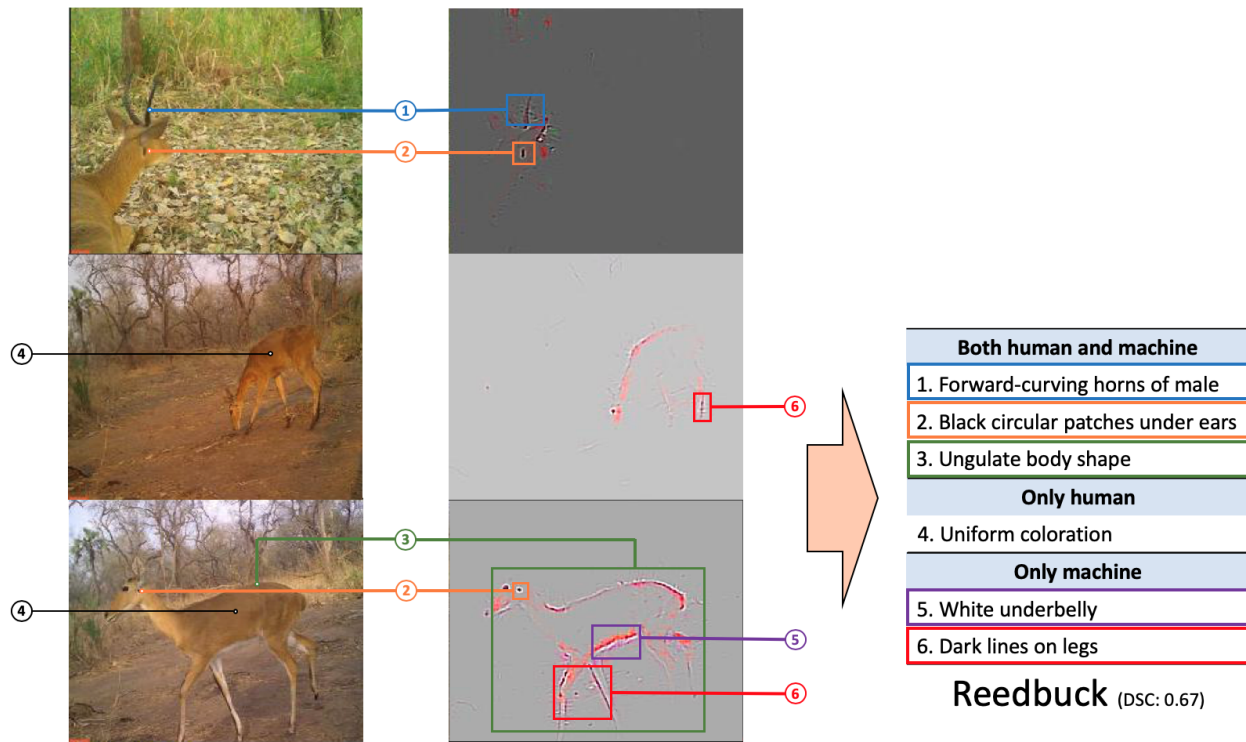 1
2
4
6
3
2
4
5
6
Both human and machine
1. Forward-curving horns of male
2. Black circular patches under ears
3. Ungulate body shape
Only human
4. Uniform coloration
Only machine
5. White underbelly
6. Dark lines on legs
Reedbuck (DSC: 0.67)